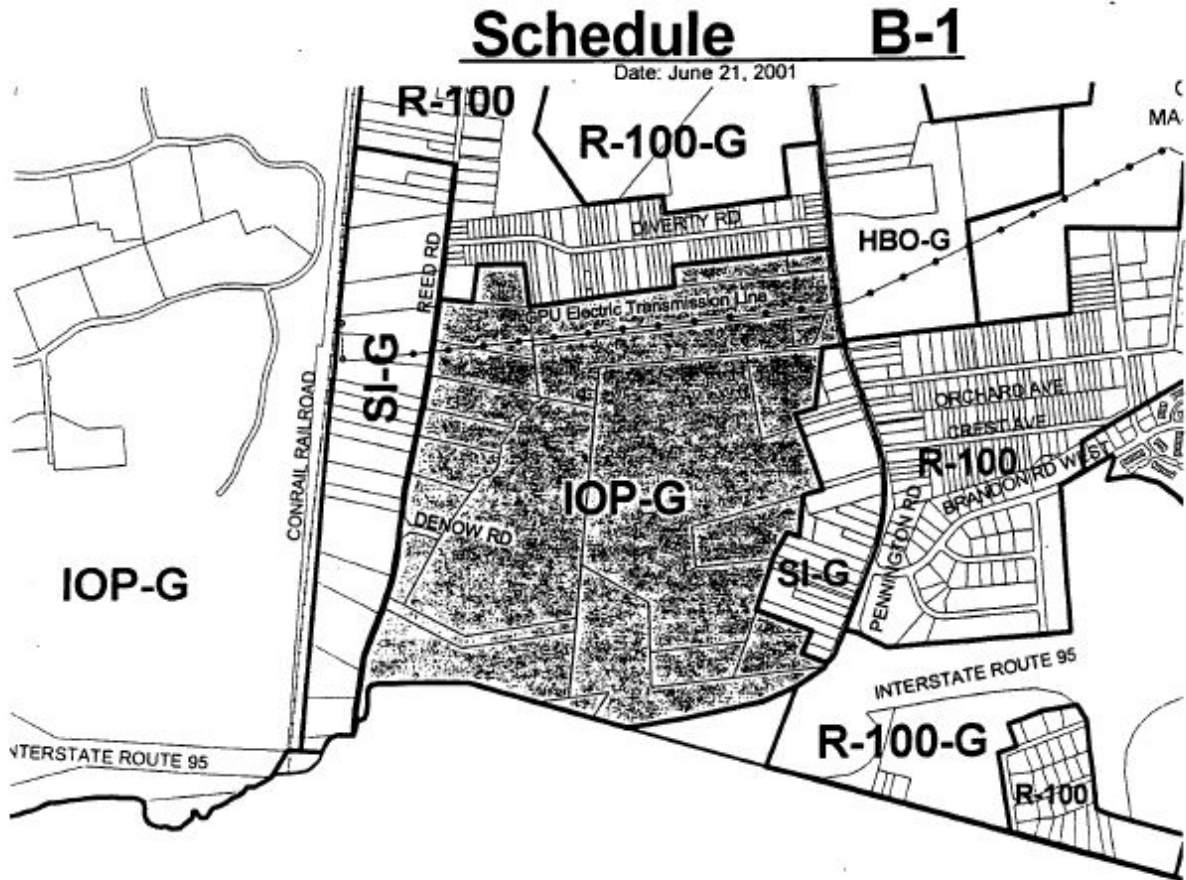 Schedule B-1
Date: June 21, 2001
R-100
R-100-G
MA
DIVERTY RD
HBO-G
REED RD
GPU Electric Transmission Line
SI-G
CONRAIL RAILROAD
ORCHARD AVE
CREST AVE
R-100
BRANDON RD WEST
IOP-G
DENOW RD
PENNINGTON RD
SI-G
IOP-G
INTERSTATE ROUTE 95
R-100-G
NTERSTATE ROUTE 95
R-100